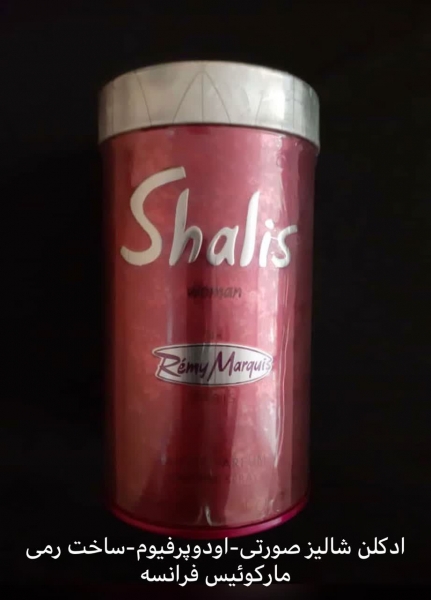 Shalis
woman
Rémy Marquis
ادکلن شالیز صورتی-اودوپرفیوم-ساخت رمی
مارکوئیس فرانسه